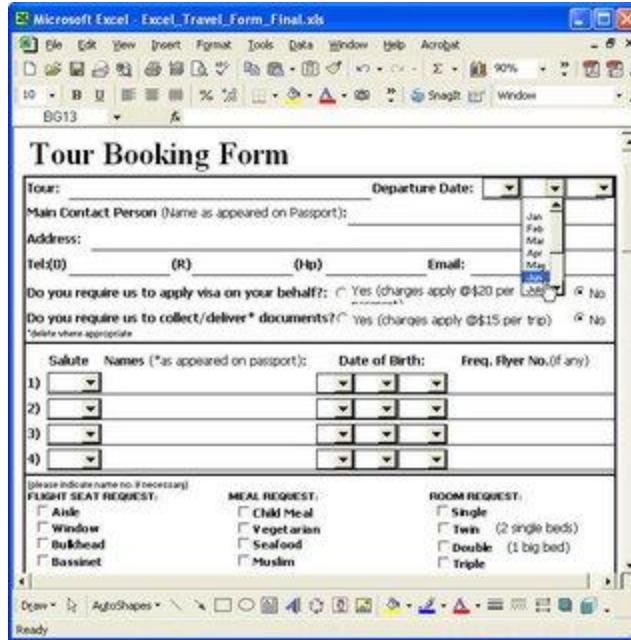 Microsoft Excel - Excel_Travel_Form_Final.xls
File Edit View Insert Format Tools Data Window Help Acrobat
Σ 90%
10 B U % SnagIt Window
BG13 fx
Tour Booking Form
Tour: Departure Date:
Main Contact Person (Name as appeared on Passport):
Jan
Feb
Mar
Apr
May
Jun
Address:
Tel:(O) (R) (Hp) Email:
Do you require us to apply visa on your behalf?: Yes (charges apply @$20 per No
Do you require us to collect/deliver* documents? Yes (charges apply @$15 per trip) No
*delete where appropriate
Salute Names (*as appeared on passport): Date of Birth: Freq. Flyer No.(if any)
1)
2)
3)
4)
(please indicate name no. if necessary)
FLIGHT SEAT REQUEST: MEAL REQUEST: ROOM REQUEST:
Aisle Child Meal Single
Window Vegetarian Twin (2 single beds)
Bulkhead Seafood Double (1 big bed)
Bassinet Muslim Triple
Draw AutoShapes
Ready